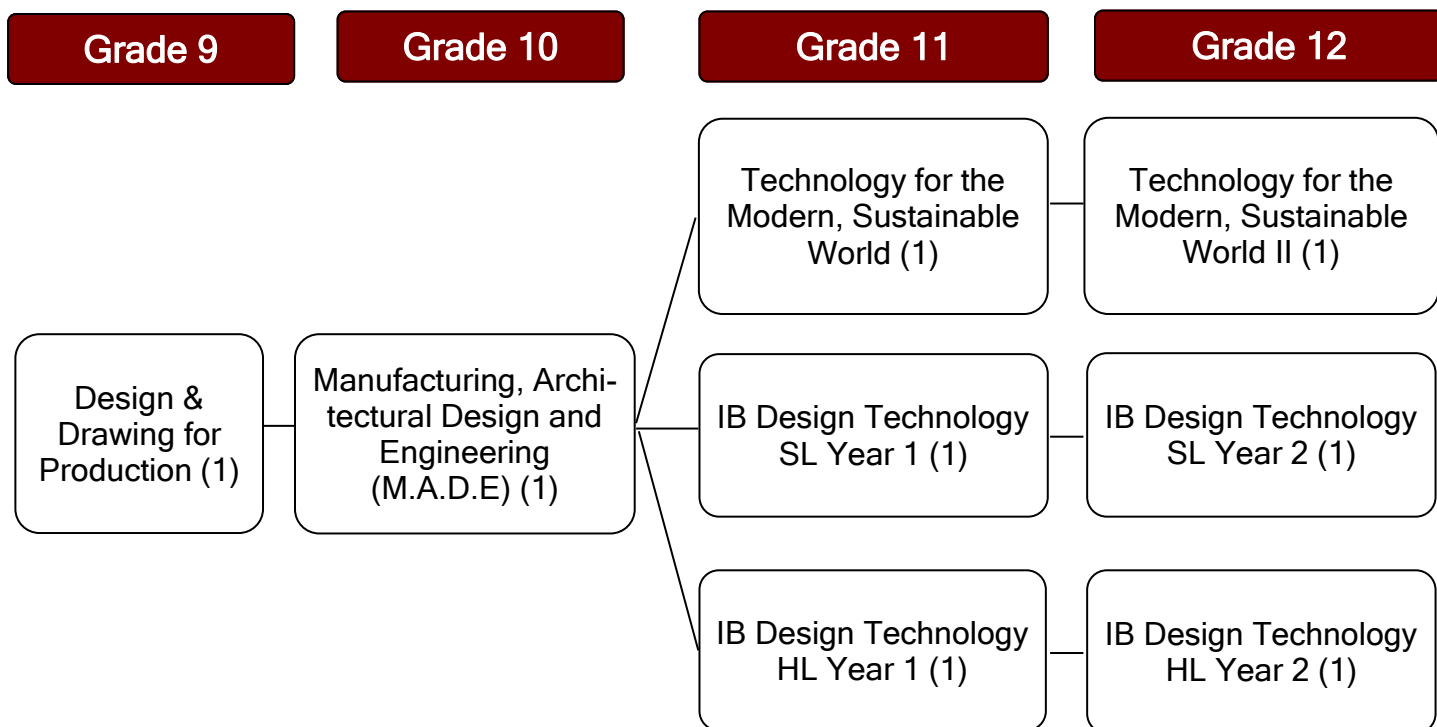 Grade 9
Grade 10
Grade 11
Grade 12
Design &
Drawing for
Production (1)
Manufacturing, Archi-
tectural Design and
Engineering
(M.A.D.E) (1)
Technology for the
Modern, Sustainable
World (1)
Technology for the
Modern, Sustainable
World II (1)
IB Design Technology
SL Year 1 (1)
IB Design Technology
SL Year 2 (1)
IB Design Technology
HL Year 1 (1)
IB Design Technology
HL Year 2 (1)